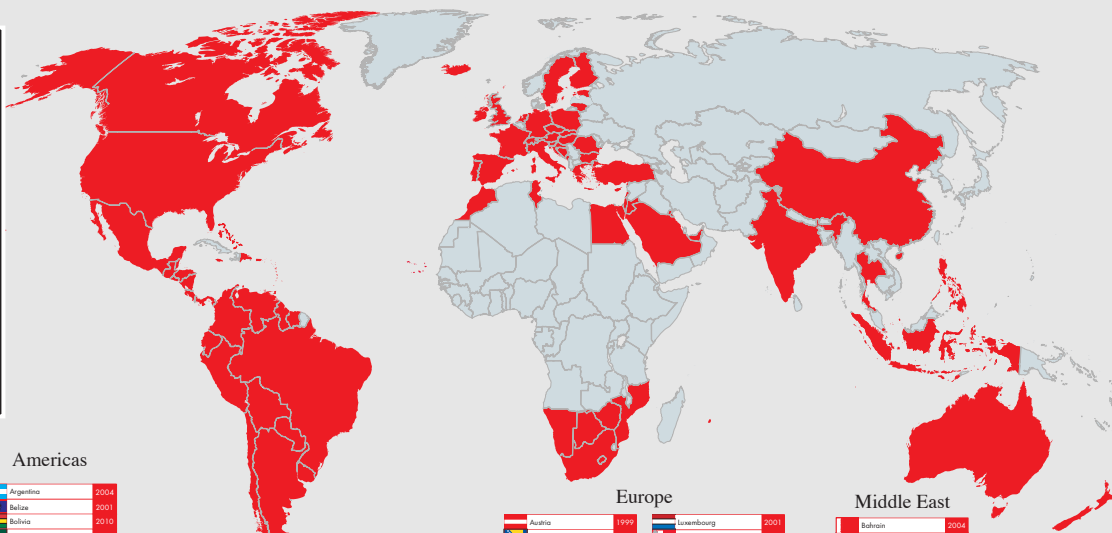 Americas
Argentina 2004
Belize 2001
Bolivia 2010
Europe
Austria 1999
Luxembourg 2001
Middle East
Bahrain 2004